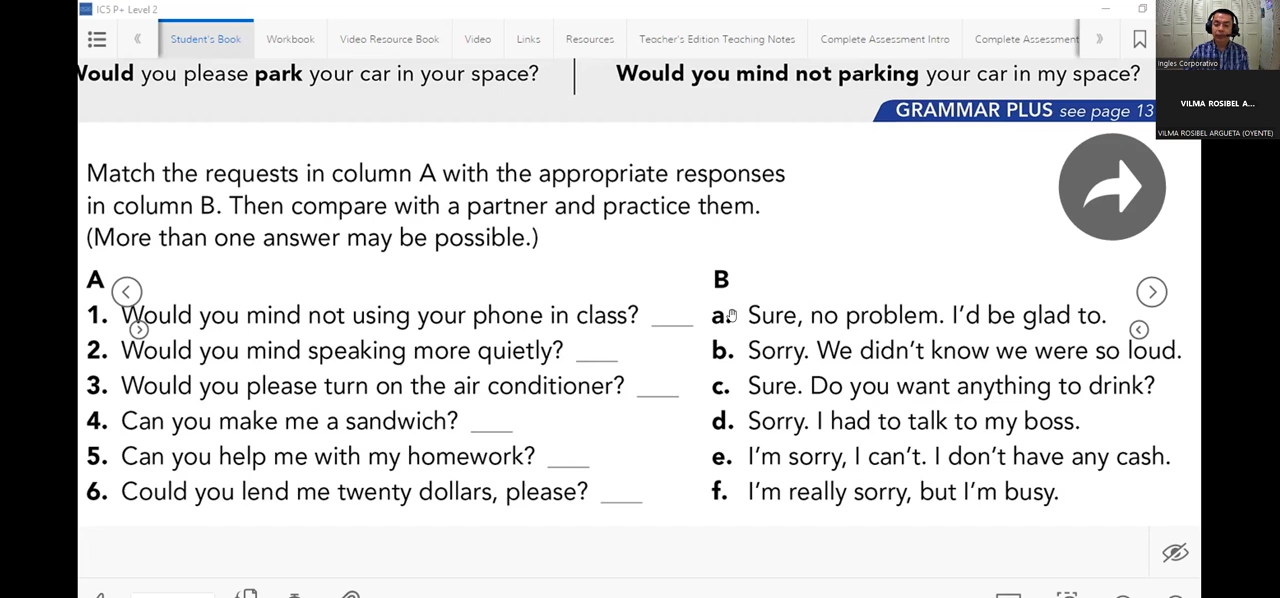 IC5 P+ Level 2
Student's Book Workbook Video Resource Book Video Links Resources Teacher's Edition Teaching Notes Complete Assessment Intro Complete Assessment
Would you please park your car in your space? Would you mind not parking your car in my space?
GRAMMAR PLUS see page 13
Ingles Corporativo
VILMA ROSIBEL A...
VILMA ROSIBEL ARGUETA (OYENTE)
Match the requests in column A with the appropriate responses
in column B. Then compare with a partner and practice them.
(More than one answer may be possible.)
A
1. Would you mind not using your phone in class? ____
2. Would you mind speaking more quietly? ____
3. Would you please turn on the air conditioner? ____
4. Can you make me a sandwich? ____
5. Can you help me with my homework? ____
6. Could you lend me twenty dollars, please? ____
B
a. Sure, no problem. I'd be glad to.
b. Sorry. We didn't know we were so loud.
c. Sure. Do you want anything to drink?
d. Sorry. I had to talk to my boss.
e. I'm sorry, I can't. I don't have any cash.
f. I'm really sorry, but I'm busy.